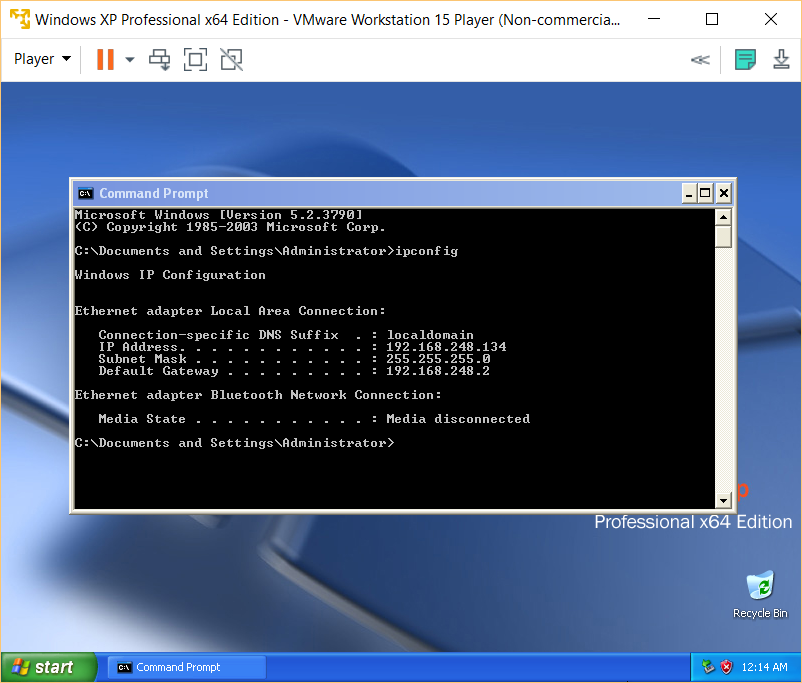 Windows XP Professional x64 Edition - VMware Workstation 15 Player (Non-commercia...
Player
Command Prompt
Microsoft Windows [Version 5.2.3790]
(C) Copyright 1985-2003 Microsoft Corp.
C:\Documents and Settings\Administrator>ipconfig
Windows IP Configuration
Ethernet adapter Local Area Connection:
Connection-specific DNS Suffix  . : localdomain
IP Address. . . . . . . . . . . . : 192.168.248.134
Subnet Mask . . . . . . . . . . . : 255.255.255.0
Default Gateway . . . . . . . . . : 192.168.248.2
Ethernet adapter Bluetooth Network Connection:
Media State . . . . . . . . . . . : Media disconnected
C:\Documents and Settings\Administrator>
p
Professional x64 Edition
Recycle Bin
start
Command Prompt
12:14 AM